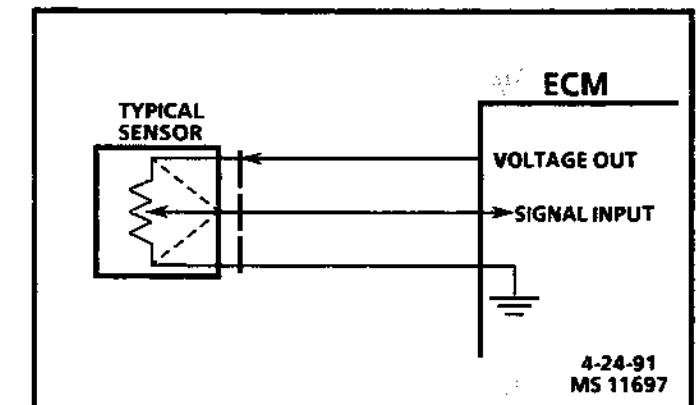 ECM
TYPICAL
SENSOR
VOLTAGE OUT
SIGNAL INPUT
4-24-91
MS 11697